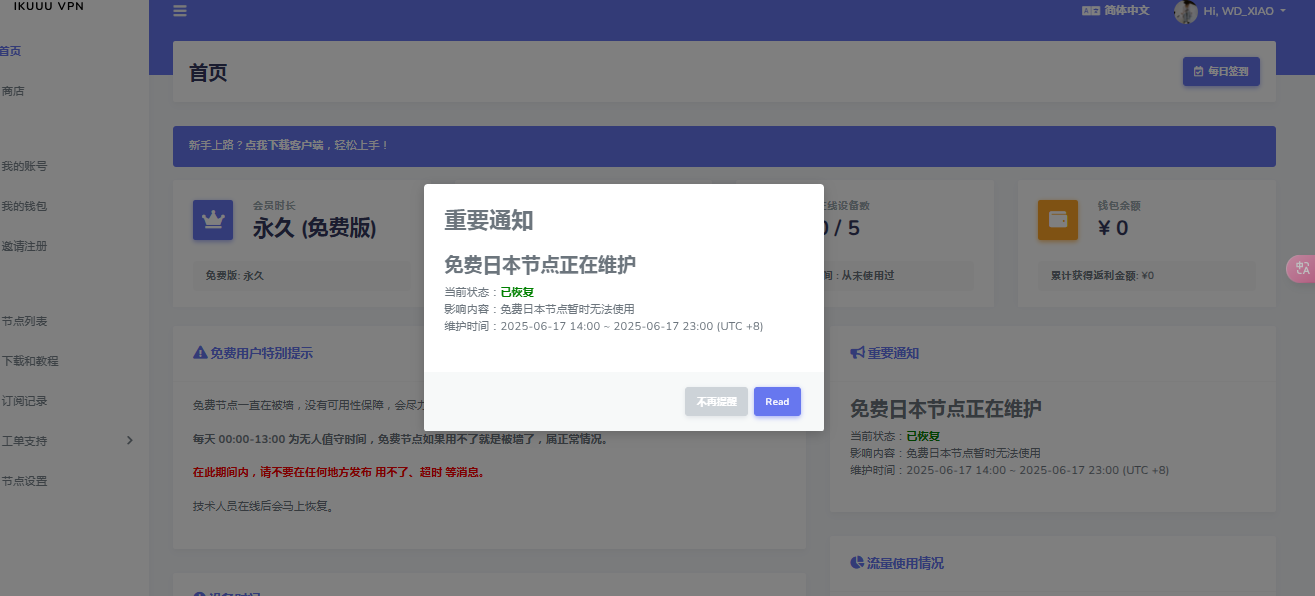 IKUUU VPN
简体中文
Hi, WD_XIAO
首页
商店
我的账号
我的钱包
邀请注册
节点列表
下载和教程
订阅记录
工单支持
节点设置
首页
每日签到
新手上路?点我下载客户端,轻松上手!
会员时长
永久 (免费版)
免费版: 永久
线设备数
0 / 5
间 : 从未使用过
钱包余额
¥ 0
累计获得返利金额: ¥0
重要通知
免费日本节点正在维护
当前状态:已恢复
影响内容:免费日本节点暂时无法使用
维护时间:2025-06-17 14:00 ~ 2025-06-17 23:00 (UTC +8)
不再提醒
Read
免费用户特别提示
免费节点一直在被墙,没有可用性保障,会尽力
每天 00:00-13:00 为无人值守时间,免费节点如果用不了就是被墙了,属正常情况。
在此期间内,请不要在任何地方发布 用不了、超时 等消息。
技术人员在线后会马上恢复。
重要通知
免费日本节点正在维护
当前状态:已恢复
影响内容:免费日本节点暂时无法使用
维护时间:2025-06-17 14:00 ~ 2025-06-17 23:00 (UTC +8)
流量使用情况